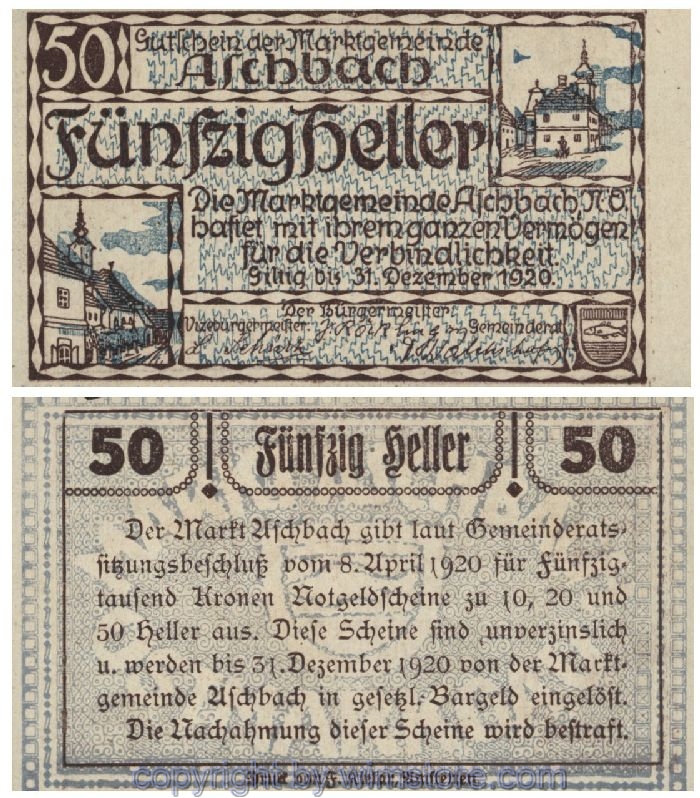 50
Gutschein der Marktgemeinde
Aschbach
Fünfzig Heller
Die Marktgemeinde Aschbach N.Ö.
haftet mit ihrem ganzen Vermögen
für die Verbindlichkeit.
Giltig bis 31. Dezember 1920.
Der Bürgermeister:
Vizebürgermeister:
Gemeinderat:
50 Fünfzig Heller 50
Der Markt Aschbach gibt laut Gemeinderats-
sitzungsbeschluß vom 8. April 1920 für Fünfzig-
tausend Kronen Notgeldscheine zu 10, 20 und
50 Heller aus. Diese Scheine sind unverzinslich
u. werden bis 31. Dezember 1920 von der Markt-
gemeinde Aschbach in gesetzl. Bargeld eingelöst.
Die Nachahmung dieser Scheine wird bestraft.
Druck von F. Amstetten